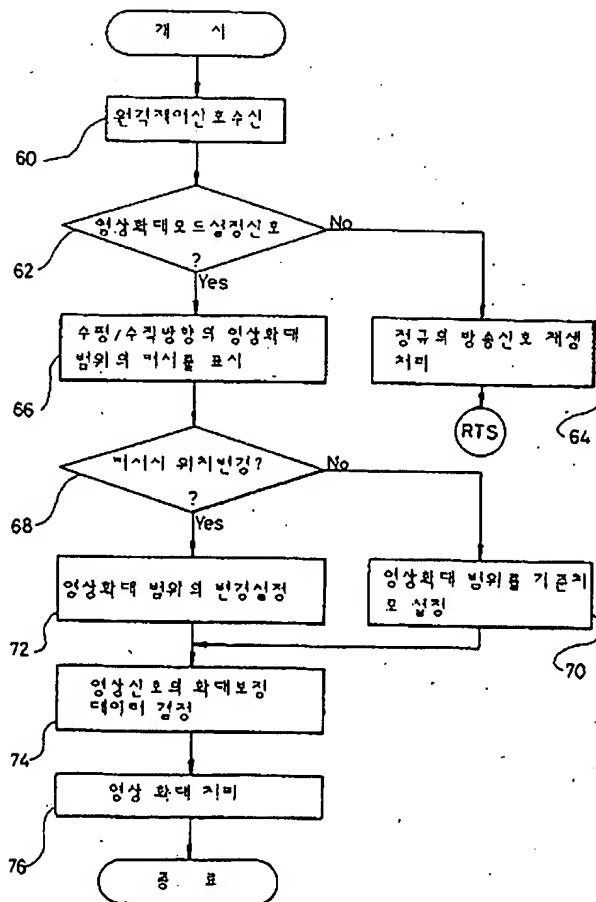 개 시
원격제어신호수신
60
영상확대모드설정신호
?
No
62
Yes
수평/수직방향의 영상확대
범위의 커서를 표시
66
정규의 방송신호 재생
처리
RTS
64
커서시 위치변경?
No
?
68
Yes
영상확대 범위의 변경설정
72
영상확대 범위를 기준치
로 설정
70
영상신호의 확대보정
데이터 결정
74
영상 확대 처리
76
종 료